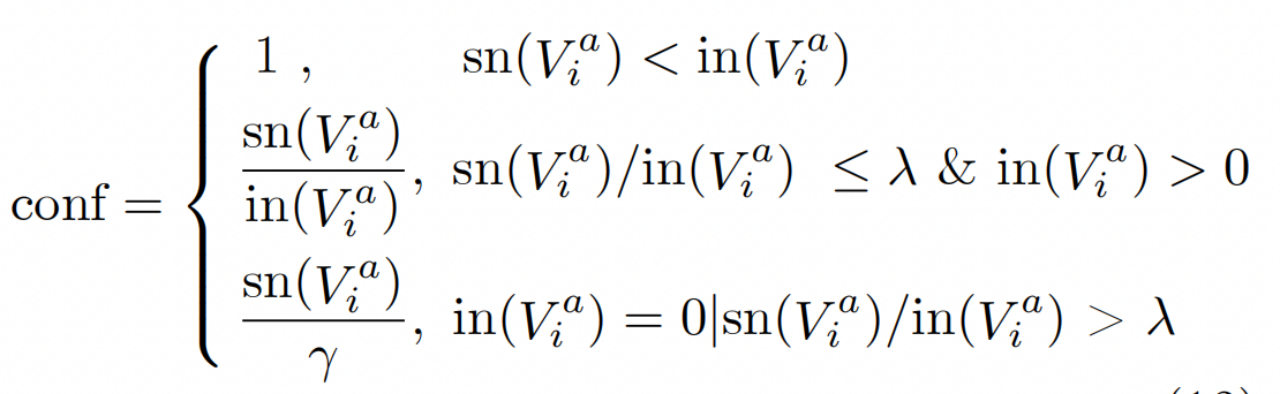 conf = { 1 , sn(V_i^a) < in(V_i^a)
sn(V_i^a) / in(V_i^a) , sn(V_i^a)/in(V_i^a) ≤ λ & in(V_i^a) > 0
sn(V_i^a) / γ , in(V_i^a) = 0|sn(V_i^a)/in(V_i^a) > λ